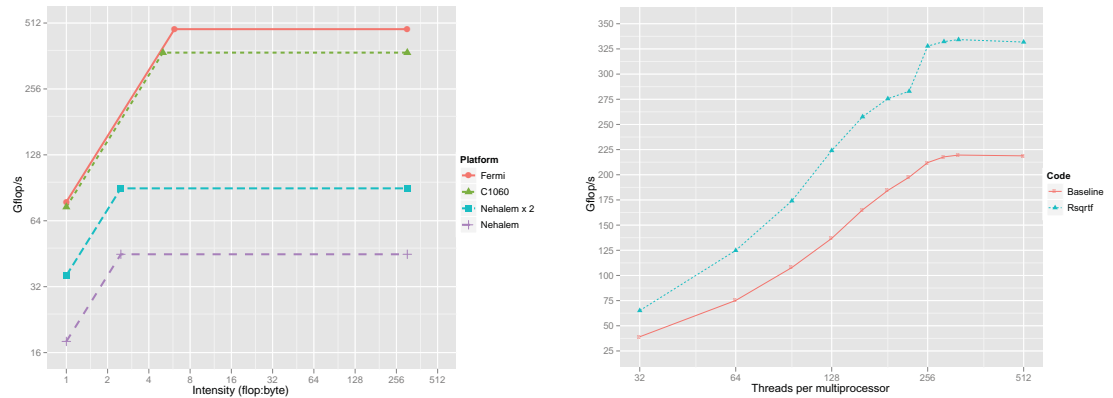 512
256
128
64
32
16
Gflop/s
1 2 4 8 16 32 64 128 256 512
Intensity (flop:byte)
Platform
Fermi
C1060
Nehalem x 2
Nehalem
350
325
300
275
250
225
200
175
150
125
100
75
50
25
Gflop/s
32 64 128 256 512
Threads per multiprocessor
Code
Baseline
Rsqrtf